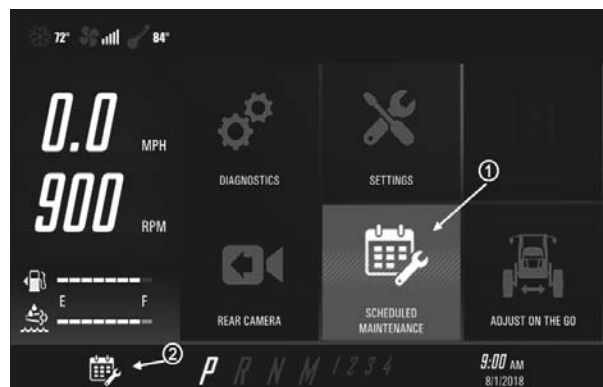 72° 84°
0.0 MPH
900 RPM
E F
DIAGNOSTICS
SETTINGS
①
REAR CAMERA
SCHEDULED
MAINTENANCE
ADJUST ON THE GO
②
P R N M 1 2 3 4
9:00 AM
8/1/2018